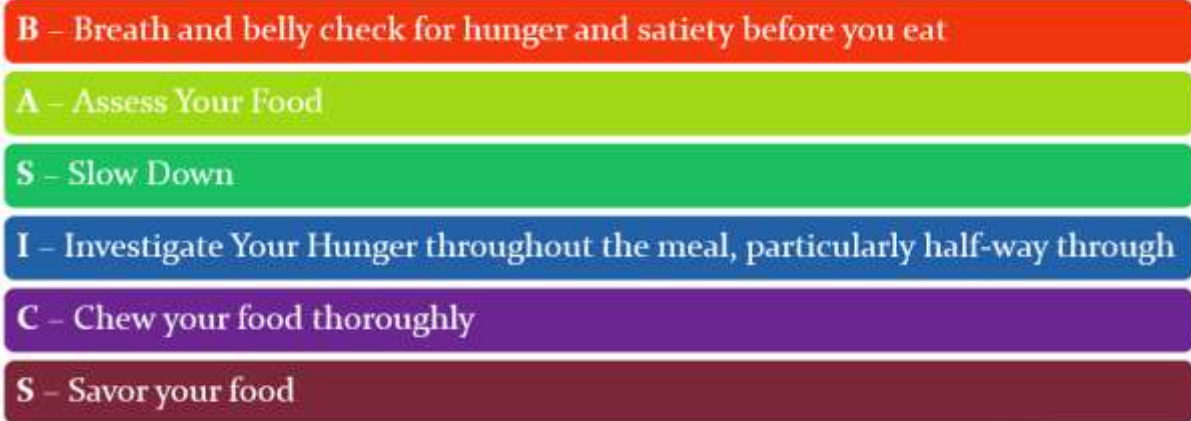 B – Breath and belly check for hunger and satiety before you eat
A – Assess Your Food
S – Slow Down
I – Investigate Your Hunger throughout the meal, particularly half-way through
C – Chew your food thoroughly
S – Savor your food